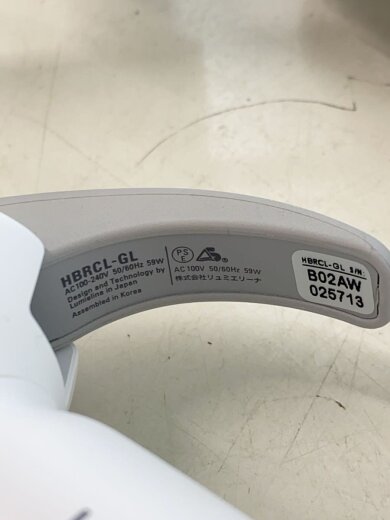 HBRCL-GL
AC100-240V 50/60Hz 59W
Design and Technology by
Lumielina in Japan
Assembled in Korea
PS
E
AC100V 50/60Hz 59W
株式会社リュミエリーナ
HBRCL-GL S/N:
B02AW
025713